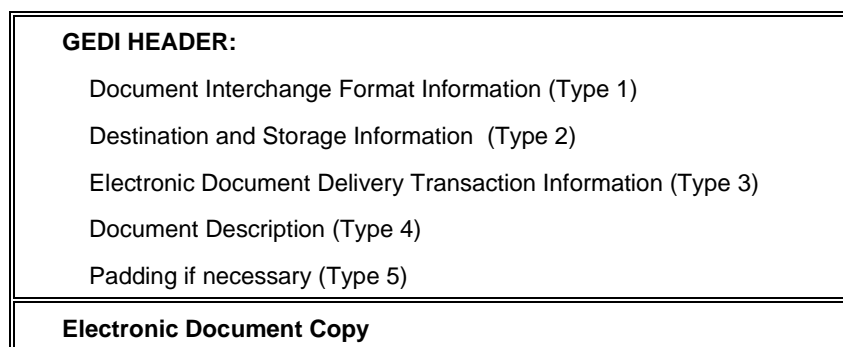 GEDI HEADER:
Document Interchange Format Information (Type 1)
Destination and Storage Information  (Type 2)
Electronic Document Delivery Transaction Information (Type 3)
Document Description (Type 4)
Padding if necessary (Type 5)
Electronic Document Copy